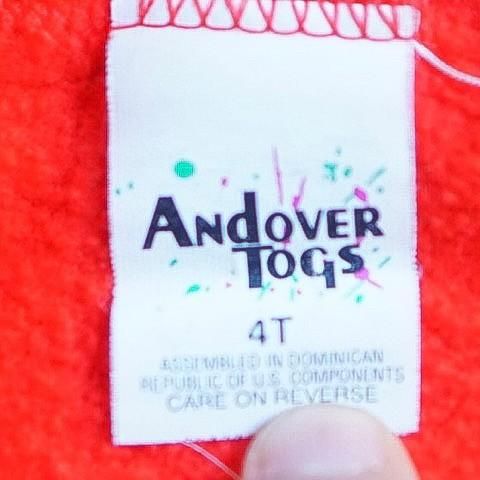 Andover
Togs
4T
ASSEMBLED IN DOMINICAN
REPUBLIC OF U.S. COMPONENTS
CARE ON REVERSE